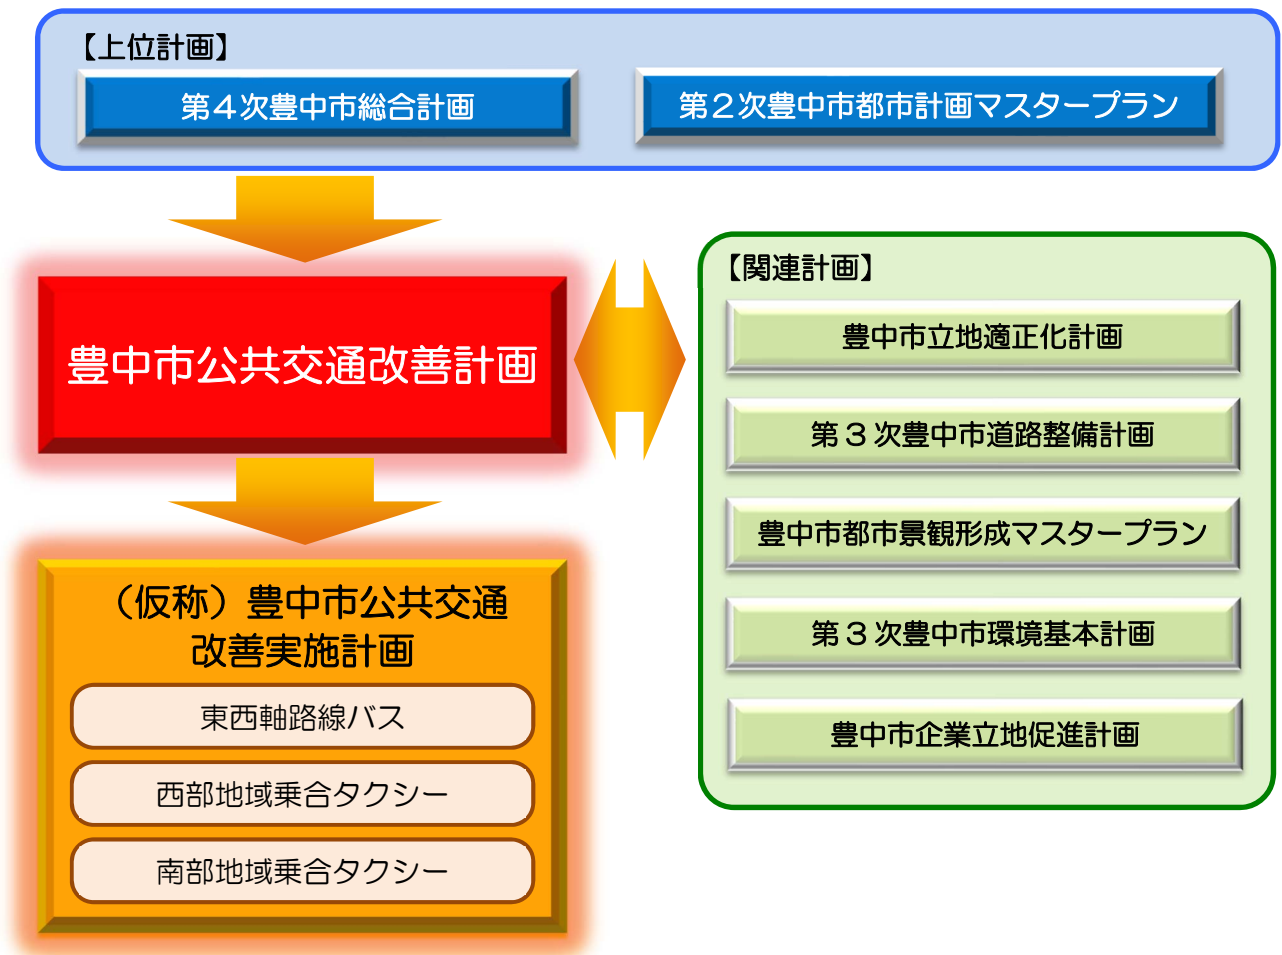 【上位計画】
第４次豊中市総合計画
第２次豊中市都市計画マスタープラン
豊中市公共交通改善計画
（仮称）豊中市公共交通
改善実施計画
東西軸路線バス
西部地域乗合タクシー
南部地域乗合タクシー
【関連計画】
豊中市立地適正化計画
第３次豊中市道路整備計画
豊中市都市景観形成マスタープラン
第３次豊中市環境基本計画
豊中市企業立地促進計画